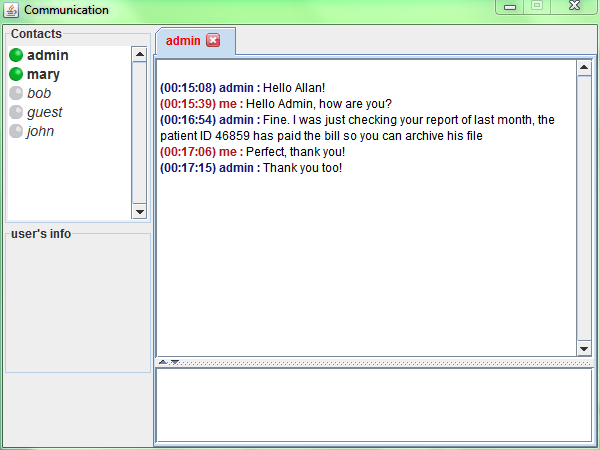 Communication
Contacts
admin
mary
bob
guest
john
user's info
admin
(00:15:08) admin : Hello Allan!
(00:15:39) me : Hello Admin, how are you?
(00:16:54) admin : Fine. I was just checking your report of last month, the
patient ID 46859 has paid the bill so you can archive his file
(00:17:06) me : Perfect, thank you!
(00:17:15) admin : Thank you too!